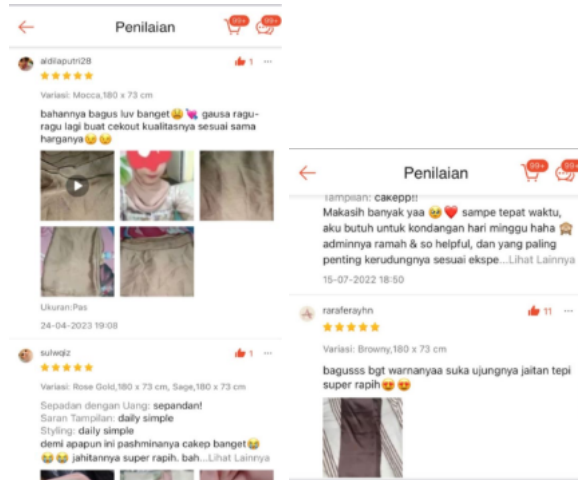 Penilaian
99+
99+
aldilaputri28
1
Variasi: Mocca,180 x 73 cm
bahannya bagus luv banget gausa ragu-
ragu lagi buat cekout kualitasnya sesuai sama
harganya
Ukuran:Pas
24-04-2023 19:08
sulwqiz
1
Variasi: Rose Gold,180 x 73 cm, Sage,180 x 73 cm
Sepadan dengan Uang: sepandan!
Saran Tampilan: daily simple
Styling: daily simple
demi apapun ini pashminanya cakep banget
jahitannya super rapih. bah...Lihat Lainnya
Penilaian
99+
99+
Tampilan: cakepp!!
Makasih banyak yaa sampe tepat waktu,
aku butuh untuk kondangan hari minggu haha
adminnya ramah & so helpful, dan yang paling
penting kerudungnya sesuai ekspe...Lihat Lainnya
15-07-2022 18:50
raraferayhn
11
Variasi: Browny,180 x 73 cm
bagusss bgt warnanyaa suka ujungnya jaitan tepi
super rapih